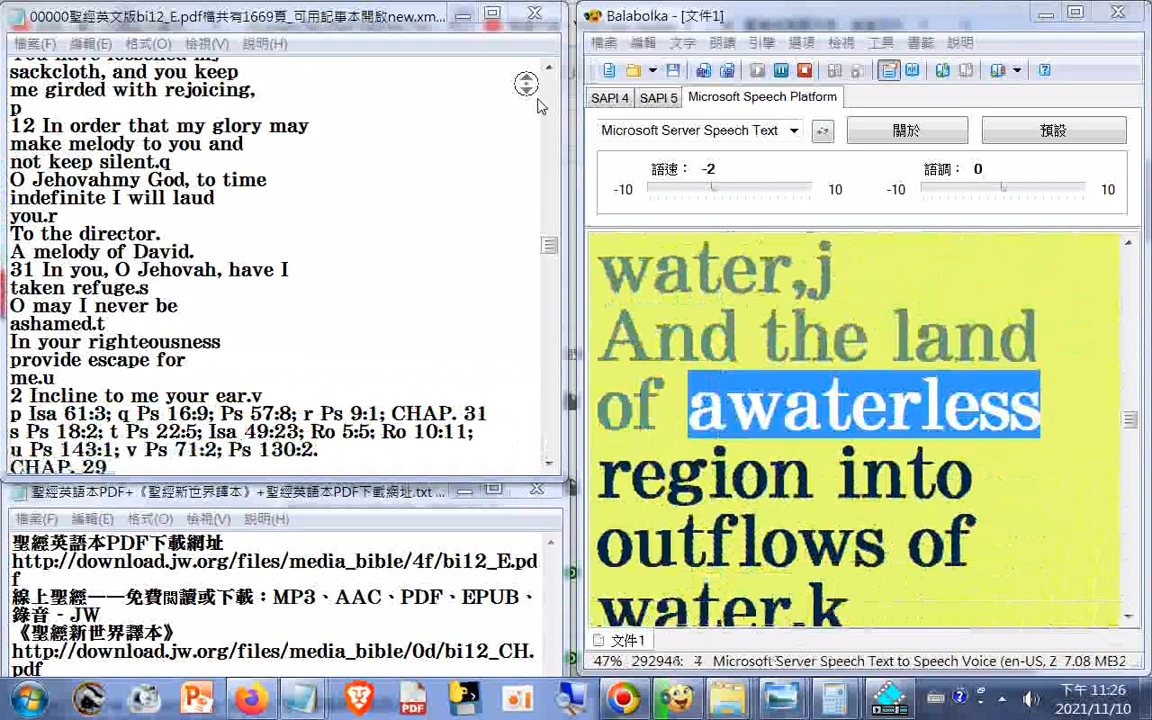 00000聖經英文版bi12_E.pdf檔共有1669頁_可用記事本開啟new.xm...
檔案(F) 編輯(E) 格式(O) 檢視(V) 說明(H)
sackcloth, and you keep
me girded with rejoicing,
p
12 In order that my glory may
make melody to you and
not keep silent.q
O Jehovahmy God, to time
indefinite I will laud
you.r
To the director.
A melody of David.
31 In you, O Jehovah, have I
taken refuge.s
O may I never be
ashamed.t
In your righteousness
provide escape for
me.u
2 Incline to me your ear.v
p Isa 61:3; q Ps 16:9; Ps 57:8; r Ps 9:1; CHAP. 31
s Ps 18:2; t Ps 22:5; Isa 49:23; Ro 5:5; Ro 10:11;
u Ps 143:1; v Ps 71:2; Ps 130:2.
CHAP. 29
聖經英語本PDF+《聖經新世界譯本》+聖經英語本PDF下載網址.txt ...
檔案(F) 編輯(E) 格式(O) 檢視(V) 說明(H)
聖經英語本PDF下載網址
http://download.jw.org/files/media_bible/4f/bi12_E.pd
f
線上聖經——免費閱讀或下載：MP3、AAC、PDF、EPUB、
錄音 - JW
《聖經新世界譯本》
http://download.jw.org/files/media_bible/0d/bi12_CH.
pdf
Balabolka - [文件1]
檔案 編輯 文字 朗讀 引擎 選項 檢視 工具 書籤 說明
SAPI 4 SAPI 5 Microsoft Speech Platform
Microsoft Server Speech Text 關於 預設
語速： -2 語調： 0
-10 10 -10 10
water,j
And the land
of awaterless
region into
outflows of
water.k
文件1
47% 292946: 7 Microsoft Server Speech Text to Speech Voice (en-US, Z 7.08 MB
下午 11:26
2021/11/10